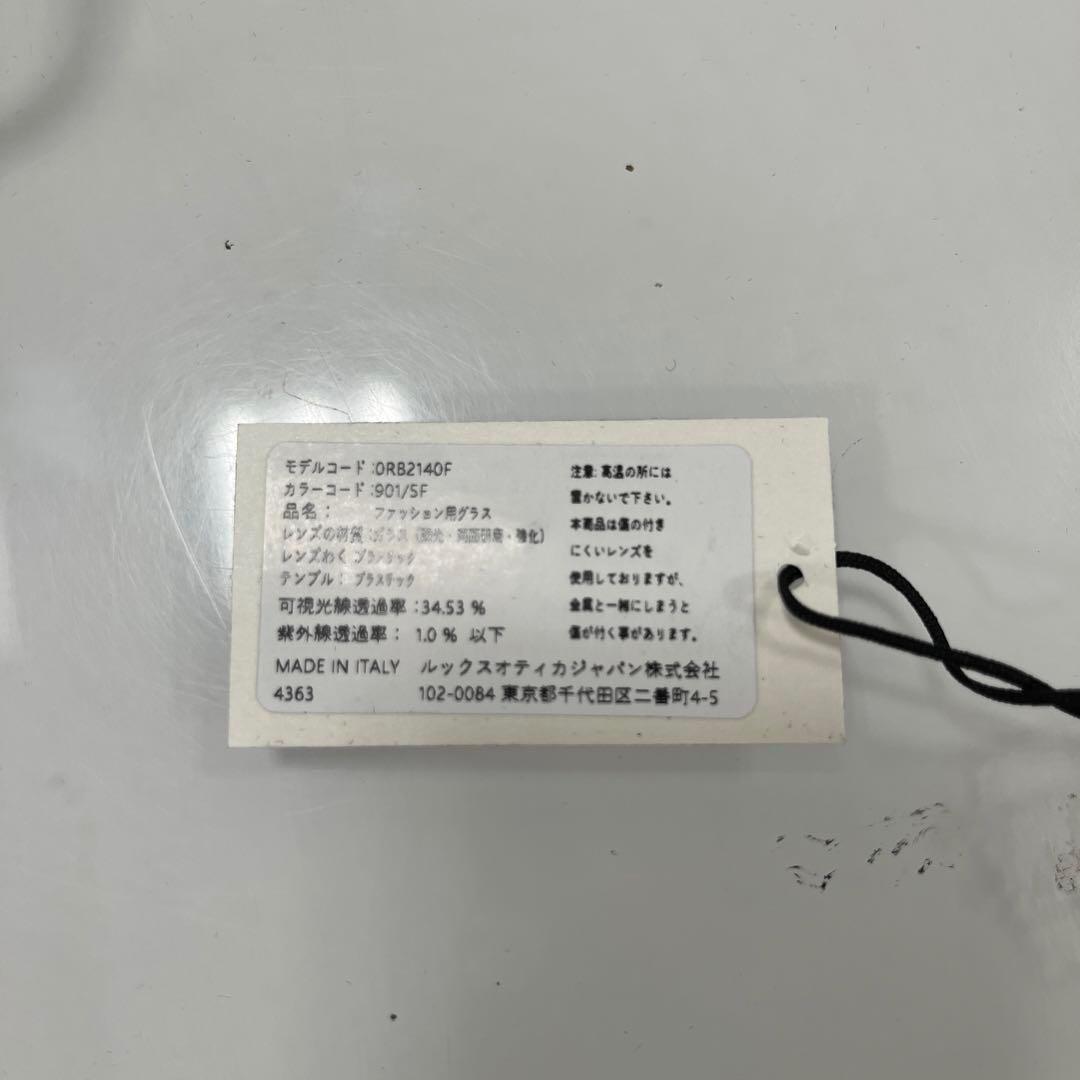 モデルコード:0RB2140F
カラーコード:901/5F
品名: ファッション用グラス
レンズの材質:ガラス ・両面研磨・強化)
レンズわく プラスチック
テンプル: プラスチック
可視光線透過率:34.53 %
紫外線透過率: 1.0 % 以下
MADE IN ITALY ルックスオティカジャパン株式会社
4363 102-0084 東京都千代田区二番町4-5
注意:高温の所には
置かないで下さい。
本商品は傷の付き
にくいレンズを
使用しておりますが、
金属と一緒にしまうと
傷が付く事があります。